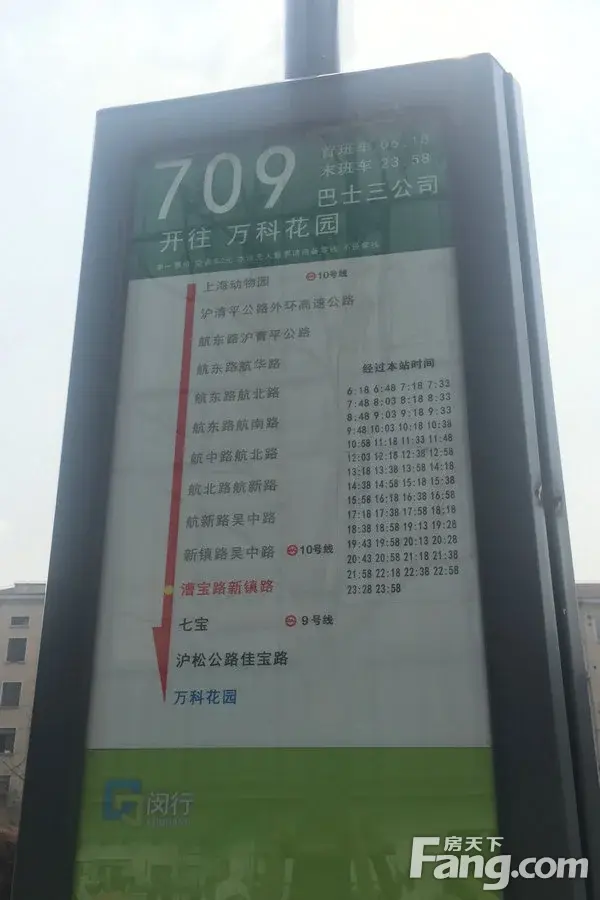 709
首班车 06:18
末班车 23:58
巴士三公司
开往 万科花园
上海动物园 10号线
沪清平公路外环高速公路
航东路沪青平公路
航东路航华路
航东路航北路
航东路航南路
航中路航北路
航北路航新路
航新路吴中路
新镇路吴中路 10号线
漕宝路新镇路
七宝 9号线
沪松公路佳宝路
万科花园
经过本站时间
6:18 6:48 7:18 7:33
7:48 8:03 8:18 8:33
8:48 9:03 9:18 9:33
9:48 10:03 10:18 10:38
10:58 11:18 11:33 11:48
12:03 12:18 12:38 12:58
13:18 13:38 13:58 14:18
14:38 14:58 15:18 15:38
15:58 16:18 16:38 16:58
17:18 17:38 17:58 18:18
18:38 18:58 19:13 19:28
19:43 19:58 20:13 20:28
20:43 20:58 21:18 21:38
21:58 22:18 22:38 22:58
23:28 23:58
闵行
房天下
Fang.com